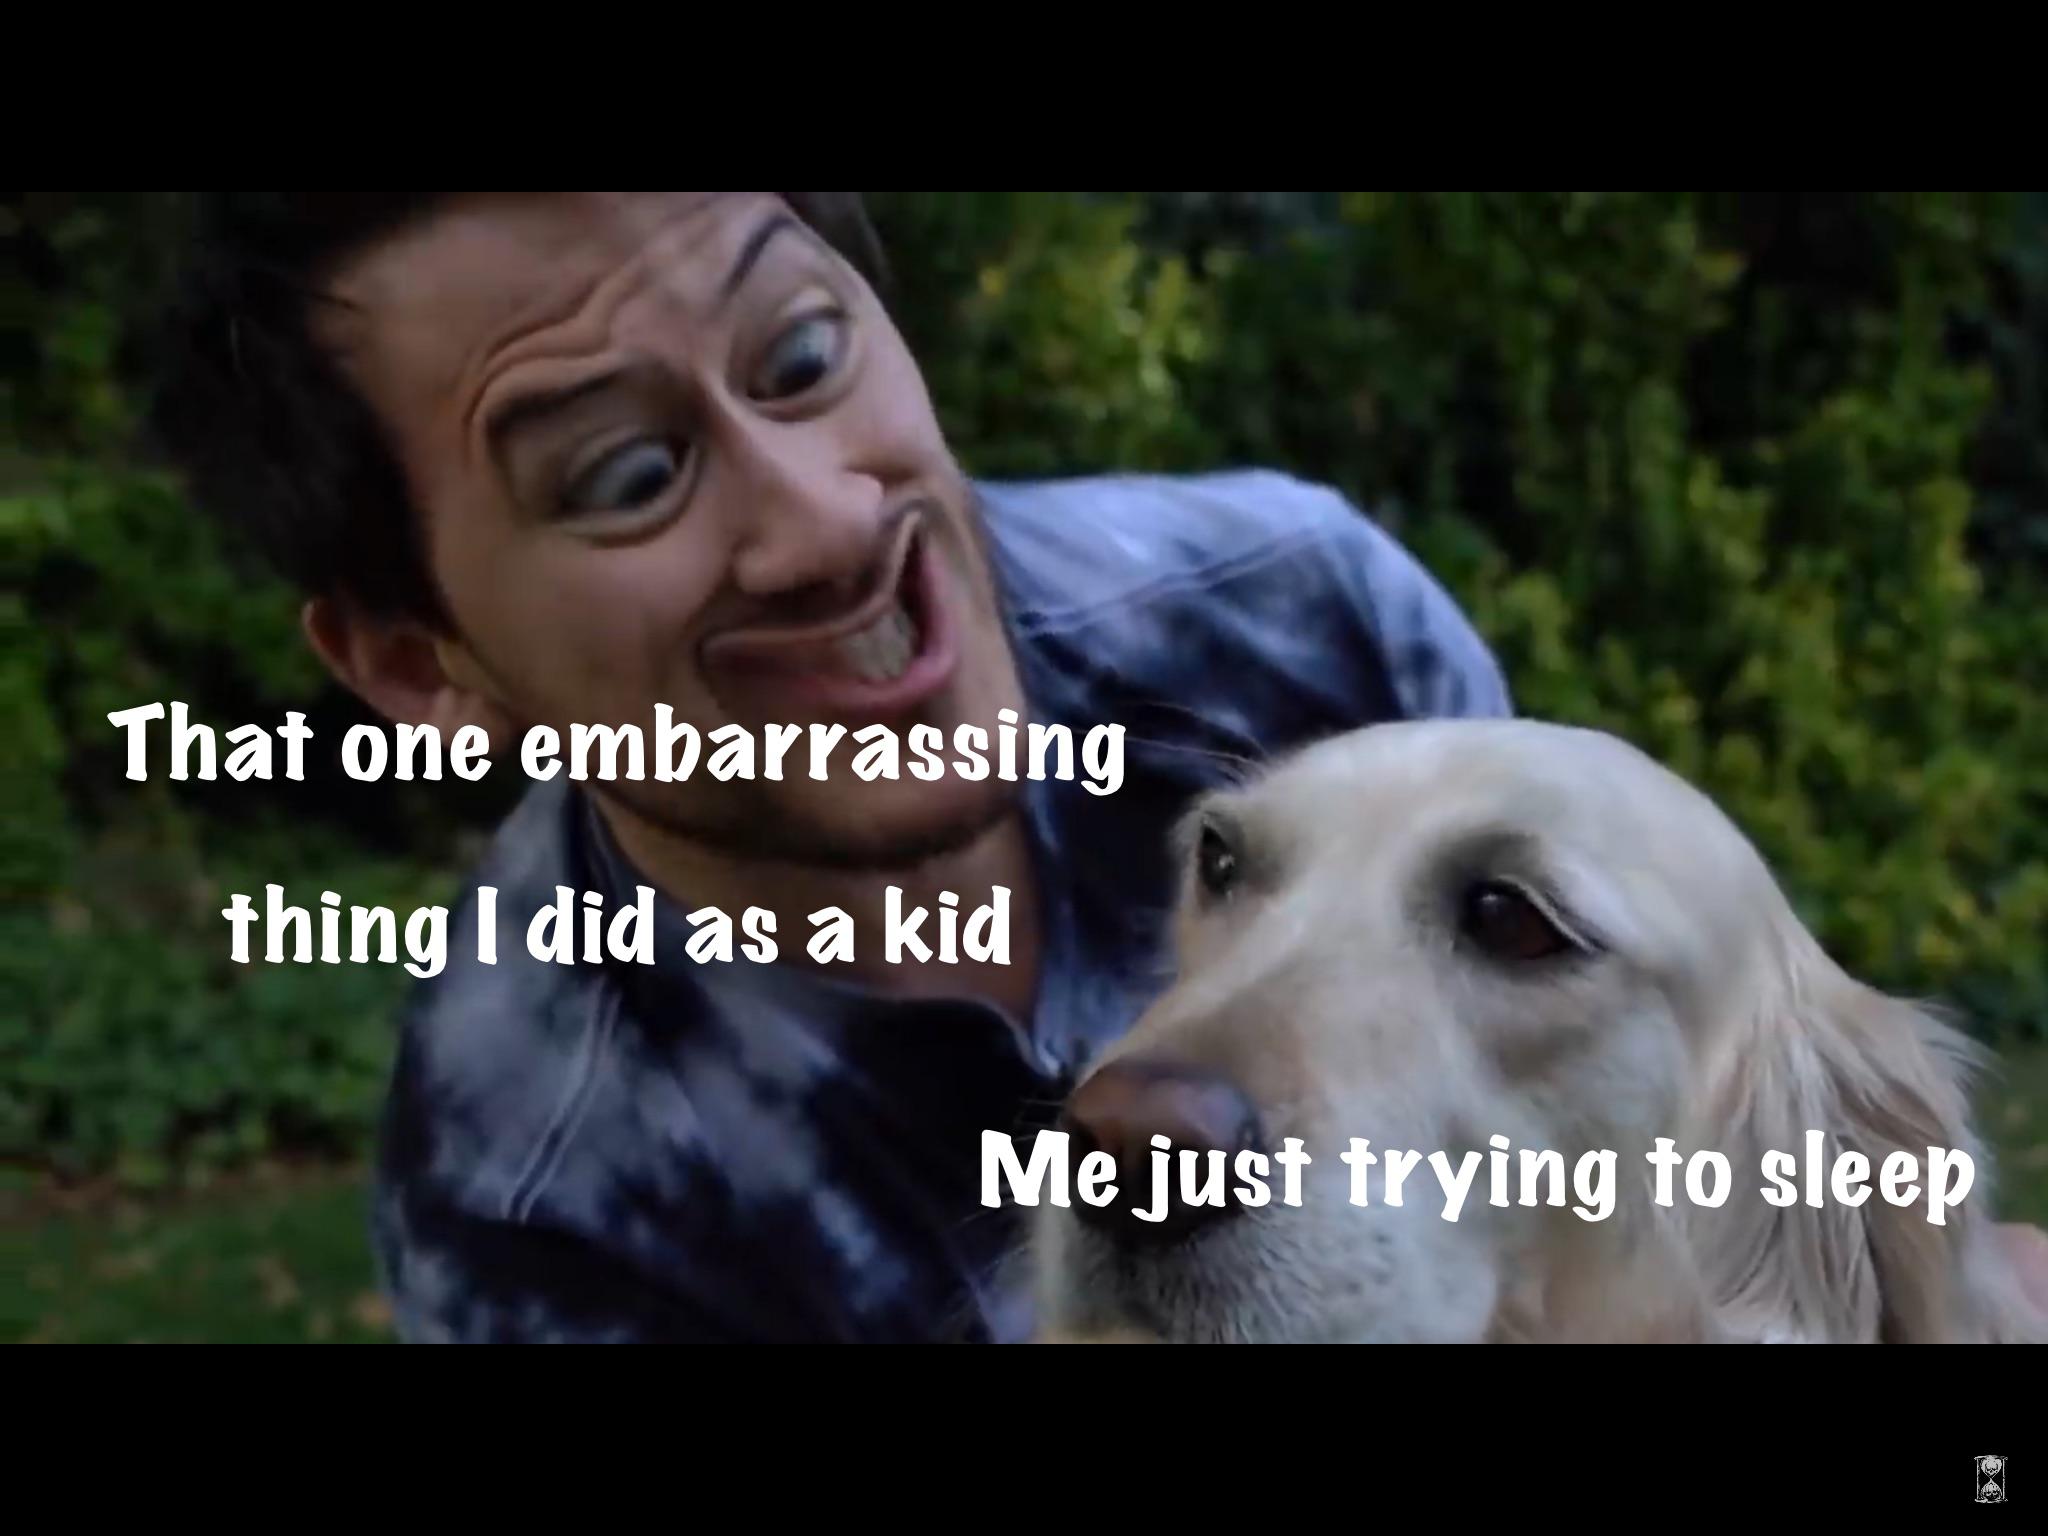 That one embarrassing
thing I did as a kid
Me just trying to sleep